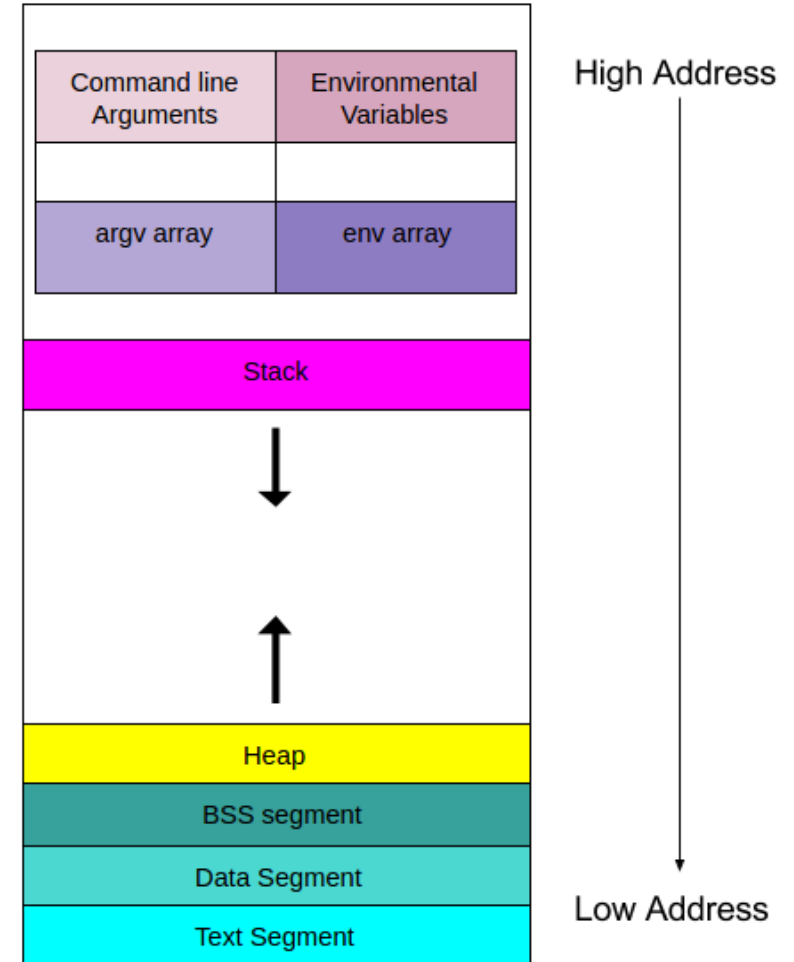 Command line
Arguments
Environmental
Variables
High Address
argv array
env array
Stack
Heap
BSS segment
Data Segment
Low Address
Text Segment